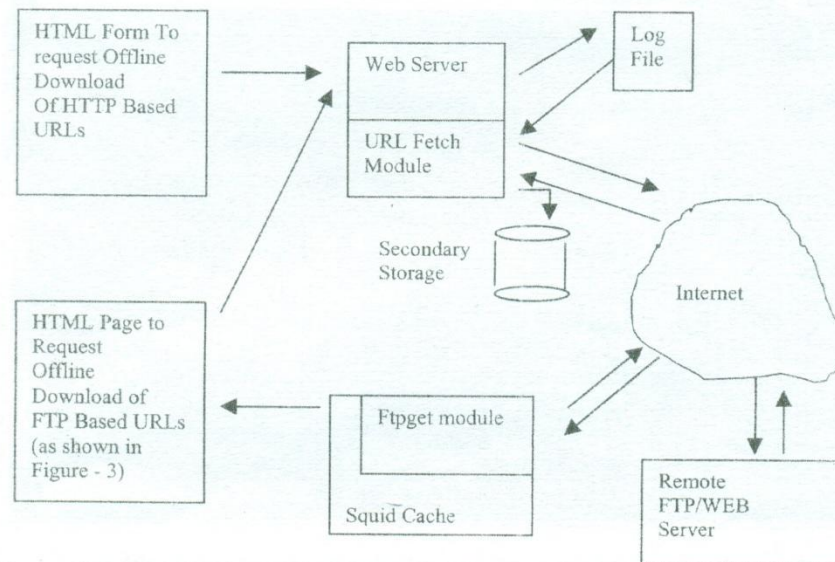 HTML Form To
request Offline
Download
Of HTTP Based
URLs
Web Server
Log
File
URL Fetch
Module
Secondary
Storage
Internet
HTML Page to
Request
Offline
Download of
FTP Based URLs
(as shown in
Figure - 3)
Ftpget module
Squid Cache
Remote
FTP/WEB
Server